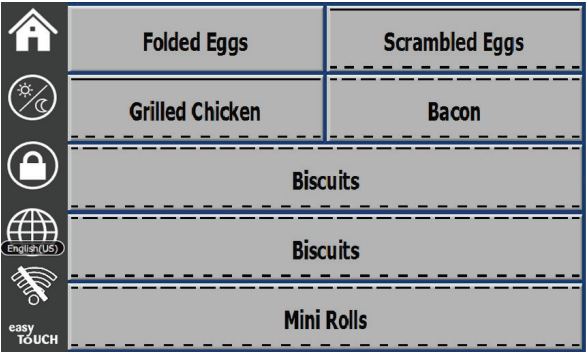 Folded Eggs
Scrambled Eggs
Grilled Chicken
Bacon
Biscuits
Biscuits
Mini Rolls
English(US)
easy
TOUCH